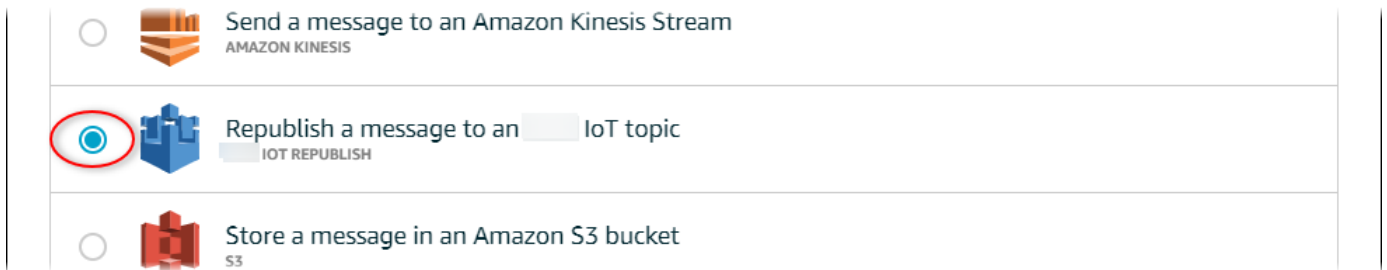 Send a message to an Amazon Kinesis Stream
AMAZON KINESIS
Republish a message to an IoT topic
IOT REPUBLISH
Store a message in an Amazon S3 bucket
S3